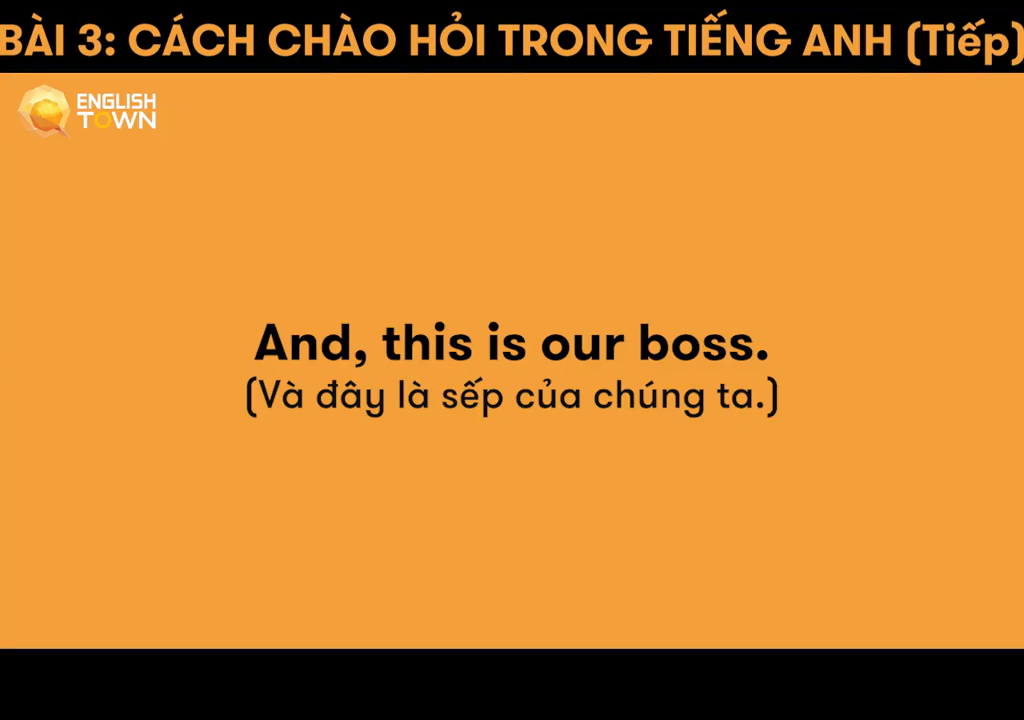 BÀI 3: CÁCH CHÀO HỎI TRONG TIẾNG ANH (Tiếp)
ENGLISH
TOWN
And, this is our boss.
(Và đây là sếp của chúng ta.)